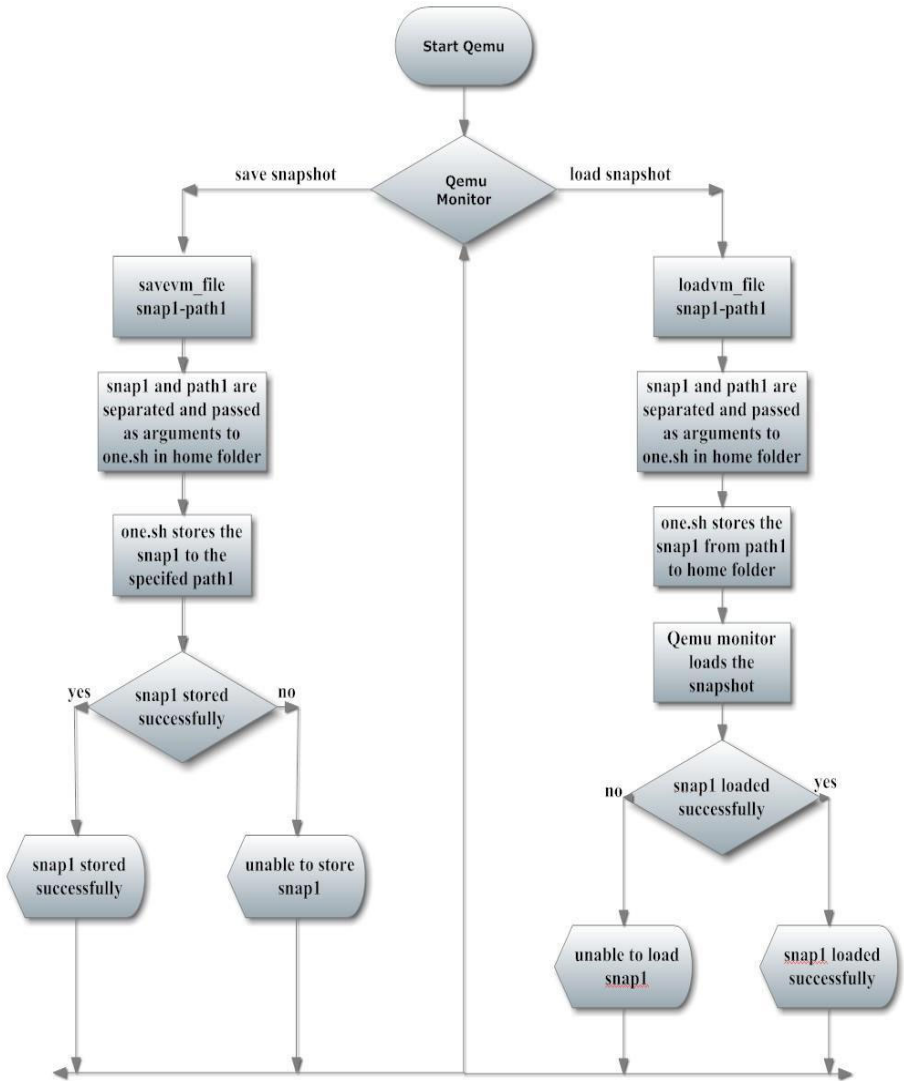 Start Qemu
save snapshot
Qemu
Monitor
load snapshot
savevm_file
snap1-path1
snap1 and path1 are
separated and passed
as arguments to
one.sh in home folder
one.sh stores the
snap1 to the
specifed path1
yes
snap1 stored
successfully
no
snap1 stored
successfully
unable to store
snap1
loadvm_file
snap1-path1
snap1 and path1 are
separated and passed
as arguments to
one.sh in home folder
one.sh stores the
snap1 from path1
to home folder
Qemu monitor
loads the
snapshot
no
snap1 loaded
successfully
yes
unable to load
snap1
snap1 loaded
successfully